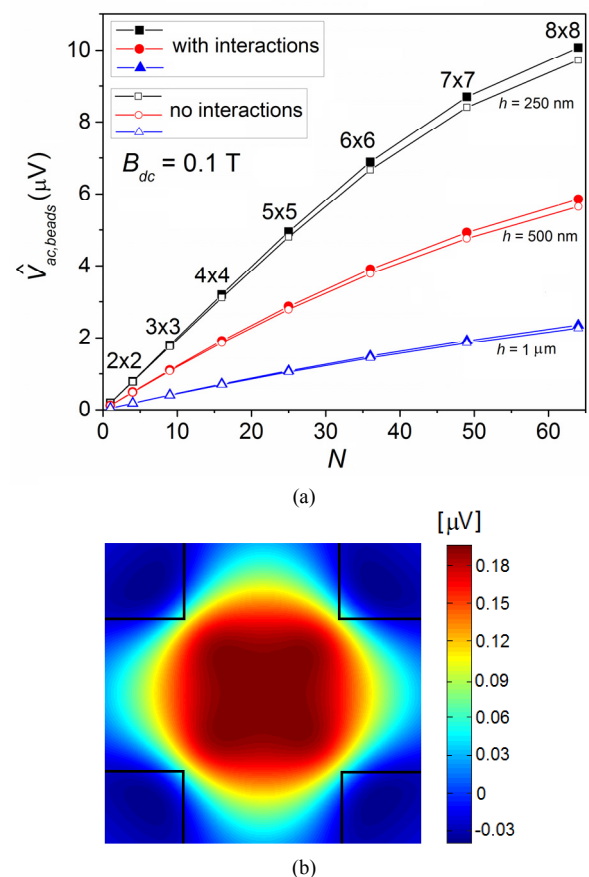 with interactions
no interactions
B_dc = 0.1 T
2x2
3x3
4x4
5x5
6x6
7x7
8x8
h = 250 nm
h = 500 nm
h = 1 μm
V̂_ac,beads (μV)
10
8
6
4
2
0
0 10 20 30 40 50 60
N
(a)
[μV]
0.18
0.15
0.12
0.09
0.06
0.03
0
-0.03
(b)